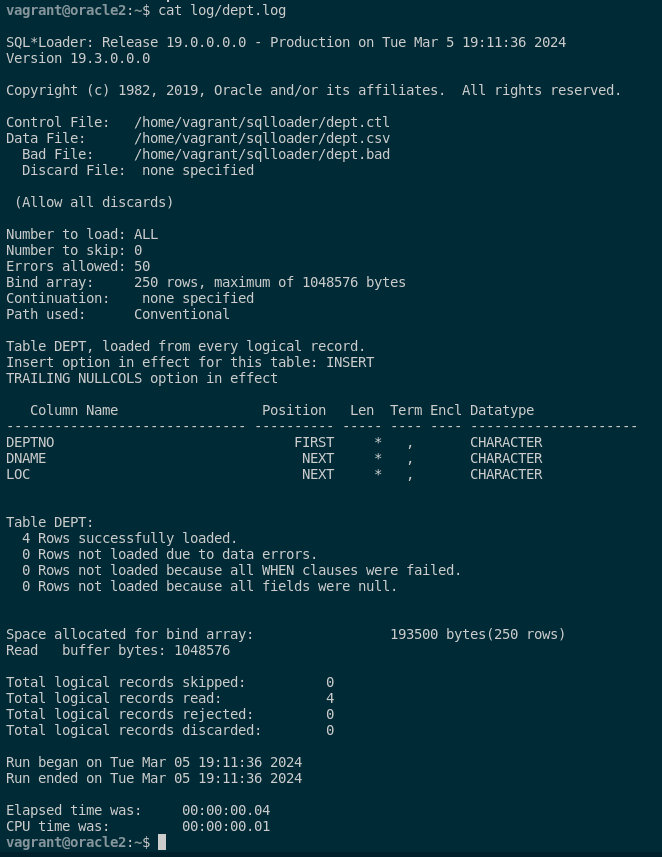 vagrant@oracle2:~$ cat log/dept.log
SQL*Loader: Release 19.0.0.0.0 - Production on Tue Mar 5 19:11:36 2024
Version 19.3.0.0.0
Copyright (c) 1982, 2019, Oracle and/or its affiliates.  All rights reserved.
Control File:   /home/vagrant/sqlloader/dept.ctl
Data File:      /home/vagrant/sqlloader/dept.csv
  Bad File:     /home/vagrant/sqlloader/dept.bad
  Discard File:  none specified
 (Allow all discards)
Number to load: ALL
Number to skip: 0
Errors allowed: 50
Bind array:     250 rows, maximum of 1048576 bytes
Continuation:    none specified
Path used:      Conventional
Table DEPT, loaded from every logical record.
Insert option in effect for this table: INSERT
TRAILING NULLCOLS option in effect
   Column Name                  Position   Len  Term Encl Datatype
------------------------------ ---------- ----- ---- ---- ---------------------
DEPTNO                              FIRST     *   ,       CHARACTER
DNAME                                NEXT     *   ,       CHARACTER
LOC                                  NEXT     *   ,       CHARACTER
Table DEPT:
  4 Rows successfully loaded.
  0 Rows not loaded due to data errors.
  0 Rows not loaded because all WHEN clauses were failed.
  0 Rows not loaded because all fields were null.
Space allocated for bind array:                 193500 bytes(250 rows)
Read   buffer bytes: 1048576
Total logical records skipped:          0
Total logical records read:             4
Total logical records rejected:         0
Total logical records discarded:        0
Run began on Tue Mar 05 19:11:36 2024
Run ended on Tue Mar 05 19:11:36 2024
Elapsed time was:     00:00:00.04
CPU time was:         00:00:00.01
vagrant@oracle2:~$